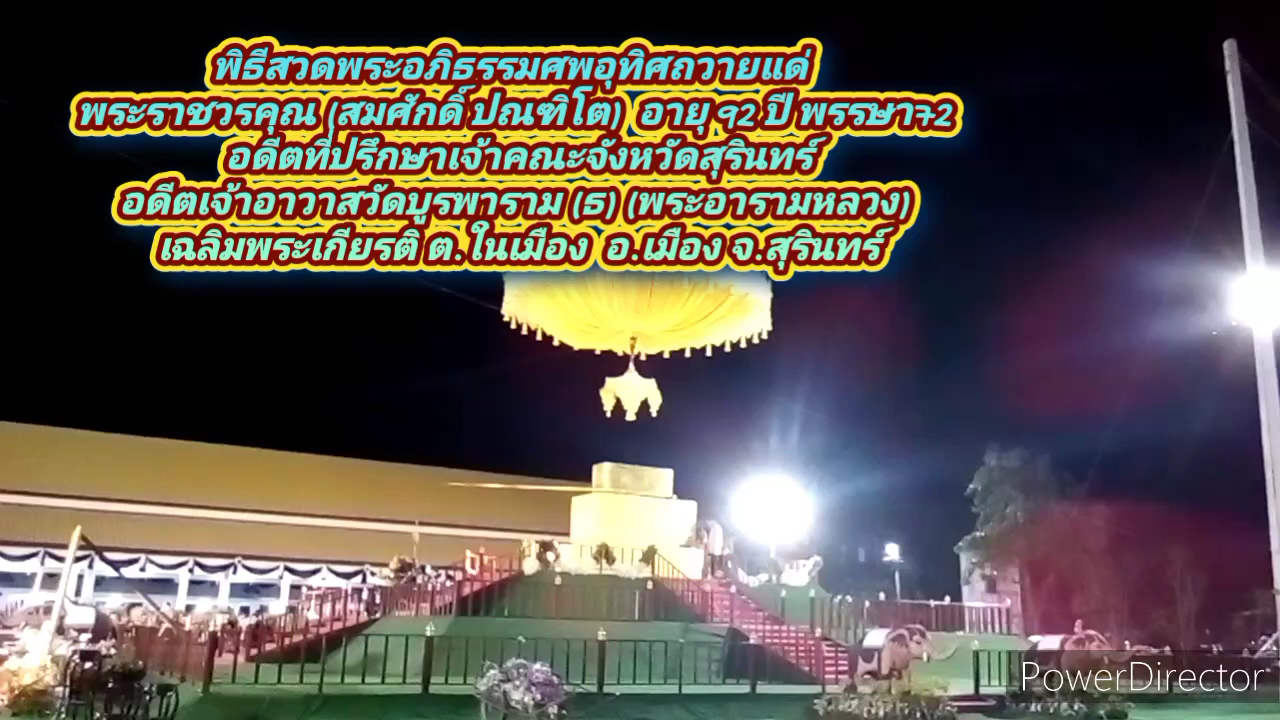 พิธีสวดพระอภิธรรมศพอุทิศถวายแด่
พระราชวรคุณ (สมศักดิ์ ปณฑิโต) อายุ ๆ2 ปี พรรษา72
อดีตที่ปรึกษาเจ้าคณะจังหวัดสุรินทร์
อดีตเจ้าอาวาสวัดบูรพาราม (ธ) (พระอารามหลวง)
เฉลิมพระเกียรติ ต.ในเมือง อ.เมือง จ.สุรินทร์
PowerDirector